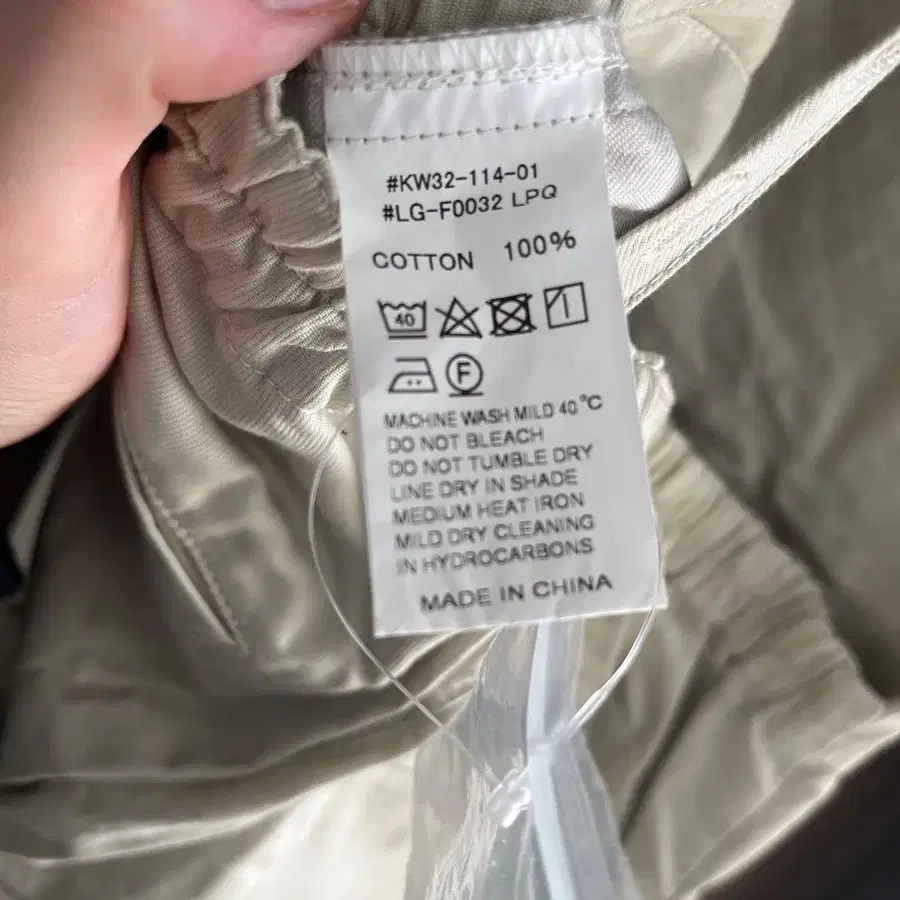 #KW32-114-01
#LG-F0032 LPQ
COTTON 100%
40
F
MACHINE WASH MILD 40°C
DO NOT BLEACH
DO NOT TUMBLE DRY
LINE DRY IN SHADE
MEDIUM HEAT IRON
MILD DRY CLEANING
IN HYDROCARBONS
MADE IN CHINA